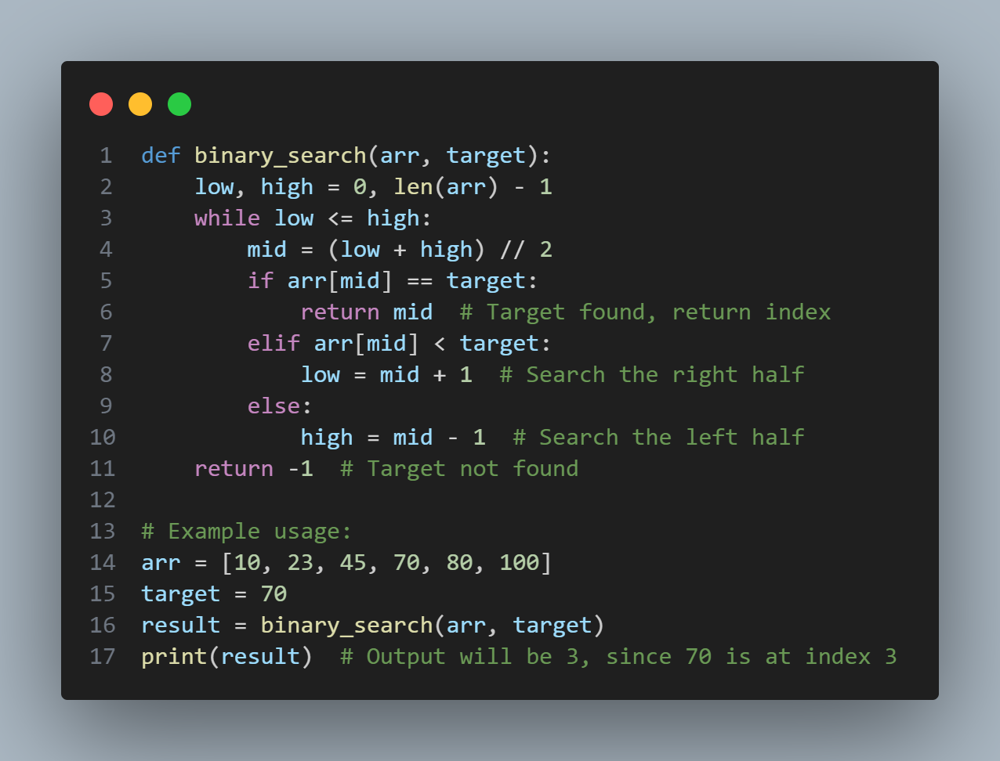 1 def binary_search(arr, target):
2     low, high = 0, len(arr) - 1
3     while low <= high:
4         mid = (low + high) // 2
5         if arr[mid] == target:
6             return mid  # Target found, return index
7         elif arr[mid] < target:
8             low = mid + 1  # Search the right half
9         else:
10             high = mid - 1  # Search the left half
11     return -1  # Target not found
12
13 # Example usage:
14 arr = [10, 23, 45, 70, 80, 100]
15 target = 70
16 result = binary_search(arr, target)
17 print(result)  # Output will be 3, since 70 is at index 3